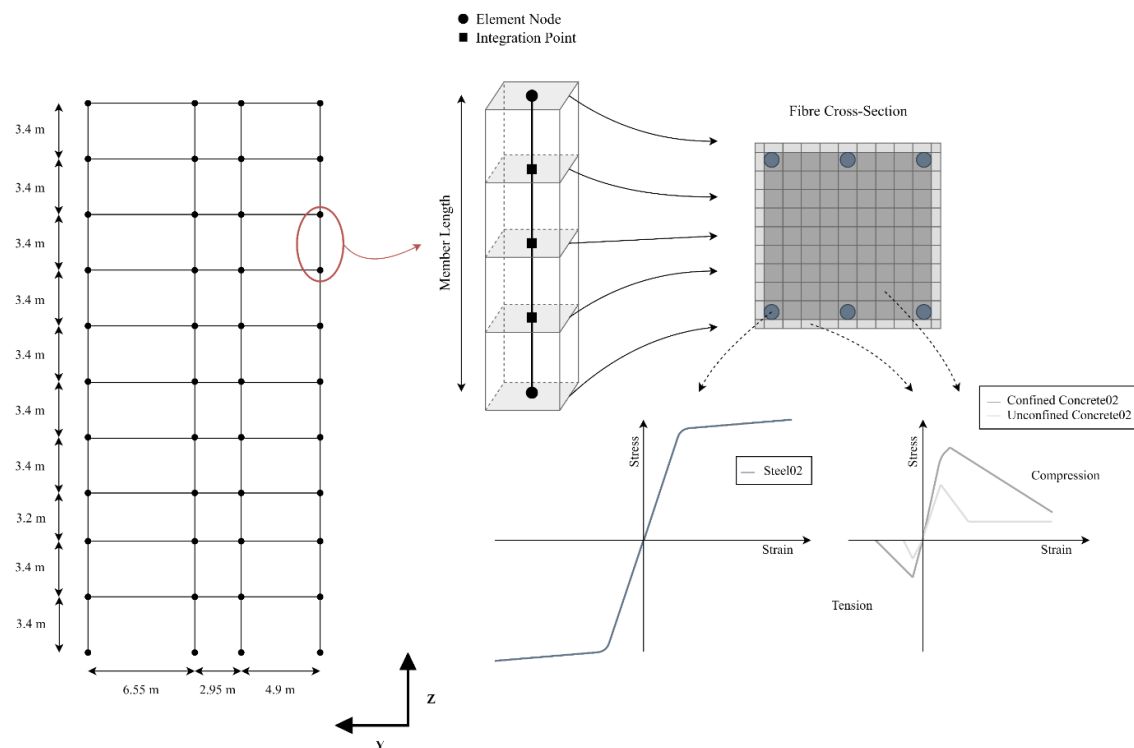 Element Node
Integration Point
3.4 m
3.4 m
3.4 m
3.4 m
3.4 m
3.4 m
3.4 m
3.2 m
3.4 m
3.4 m
6.55 m
2.95 m
4.9 m
Z
Member Length
Fibre Cross-Section
Stress
Steel02
Strain
Confined Concrete02
Unconfined Concrete02
Stress
Compression
Strain
Tension